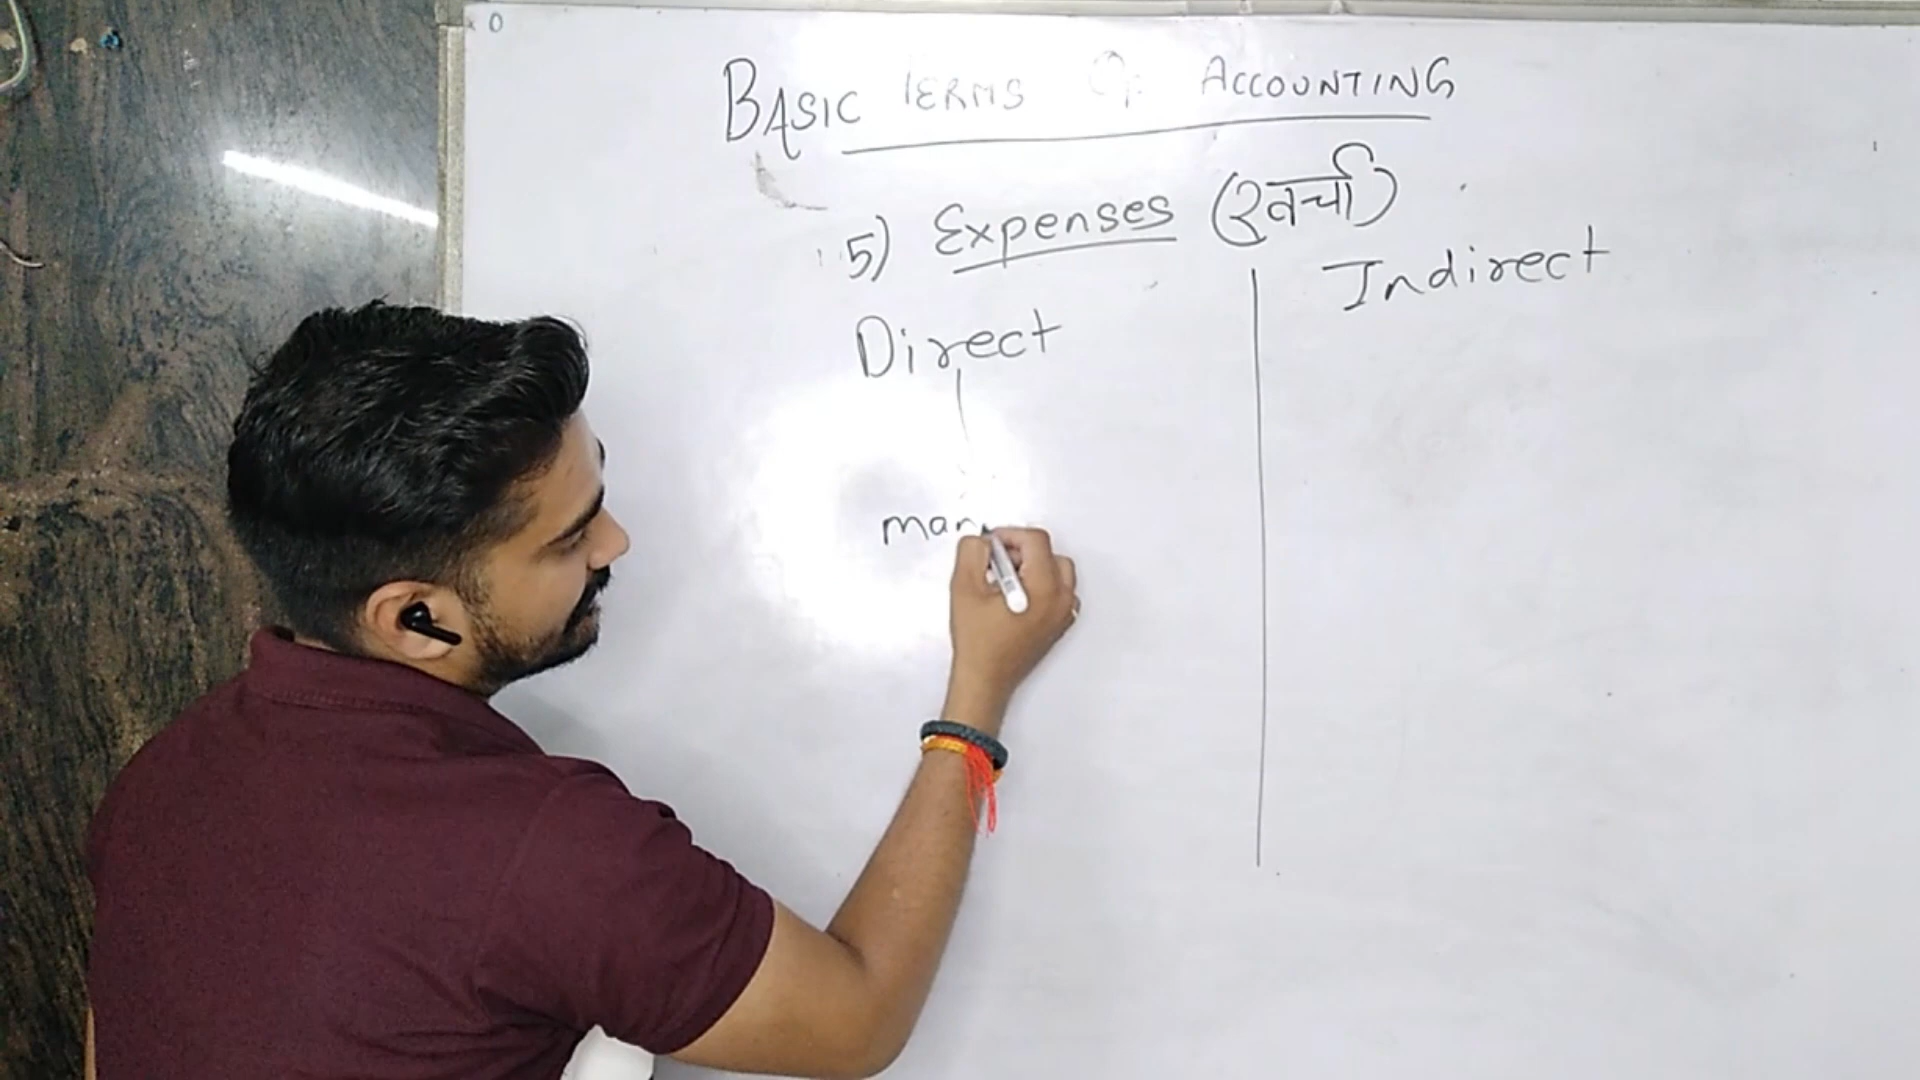 BASIC TERMS OF ACCOUNTING
5) Expenses (खर्चा)
Direct
Indirect
man